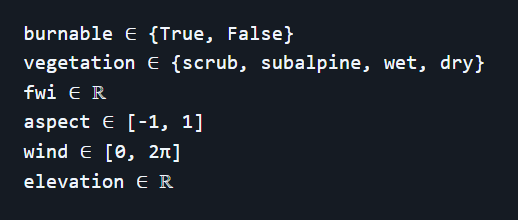 burnable ∈ {True, False}
vegetation ∈ {scrub, subalpine, wet, dry}
fwi ∈ ℝ
aspect ∈ [-1, 1]
wind ∈ [0, 2π]
elevation ∈ ℝ